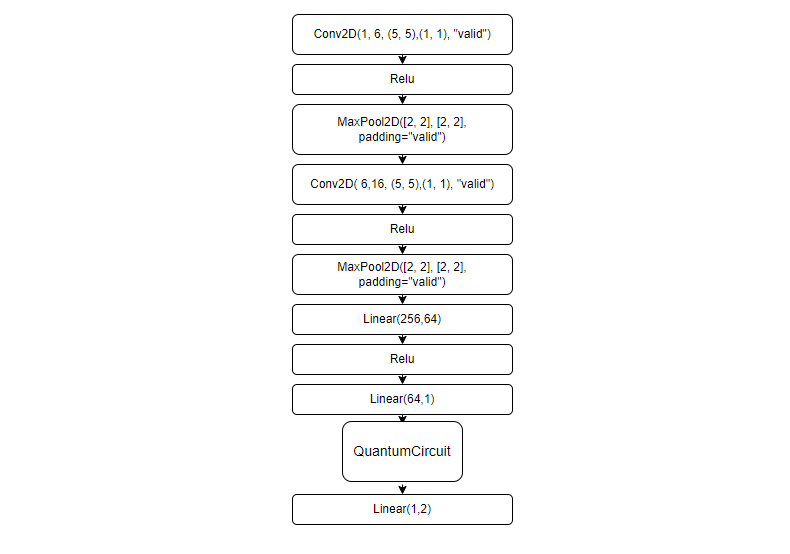 Conv2D(1, 6, (5, 5),(1, 1), "valid")
Relu
MaxPool2D([2, 2], [2, 2],
padding="valid")
Conv2D( 6,16, (5, 5),(1, 1), "valid")
Relu
MaxPool2D([2, 2], [2, 2],
padding="valid")
Linear(256,64)
Relu
Linear(64,1)
QuantumCircuit
Linear(1,2)